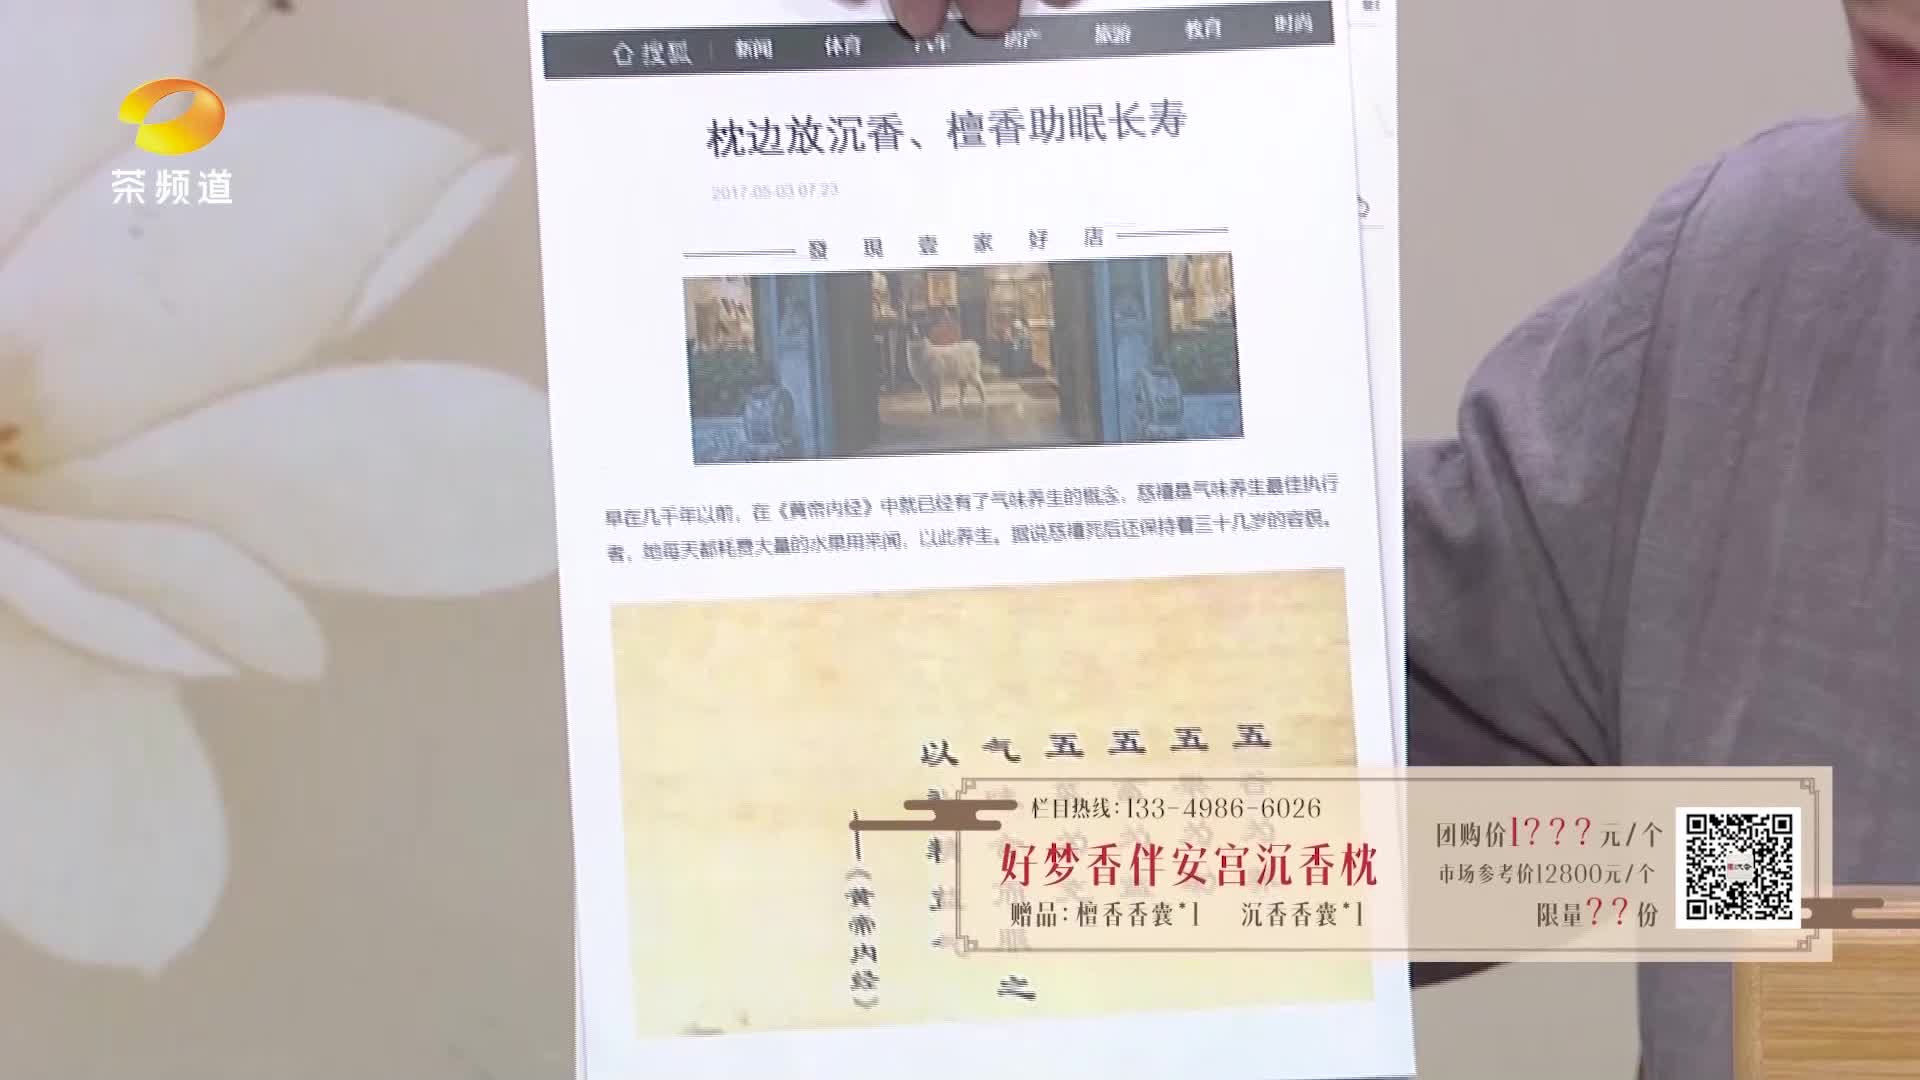 搜狐 新闻 体育 汽车 房产 旅游 教育 时尚
茶频道
枕边放沉香、檀香助眠长寿
2017-05-03 07:23
發 現 壹 家 好 店
早在几千年以前，在《黄帝内经》中就已经有了气味养生的概念，慈禧是气味养生最佳执行
者，她每天都耗费大量的水果用来闻，以此养生。据说慈禧死后还保持着三十几岁的容貌。
以 气 五 五 五 五
之
——《黄帝内经》
栏目热线：133-4986-6026
好梦香伴安宫沉香枕
赠品：檀香香囊*1 沉香香囊*1
团购价1???元/个
市场参考价12800元/个
限量??份